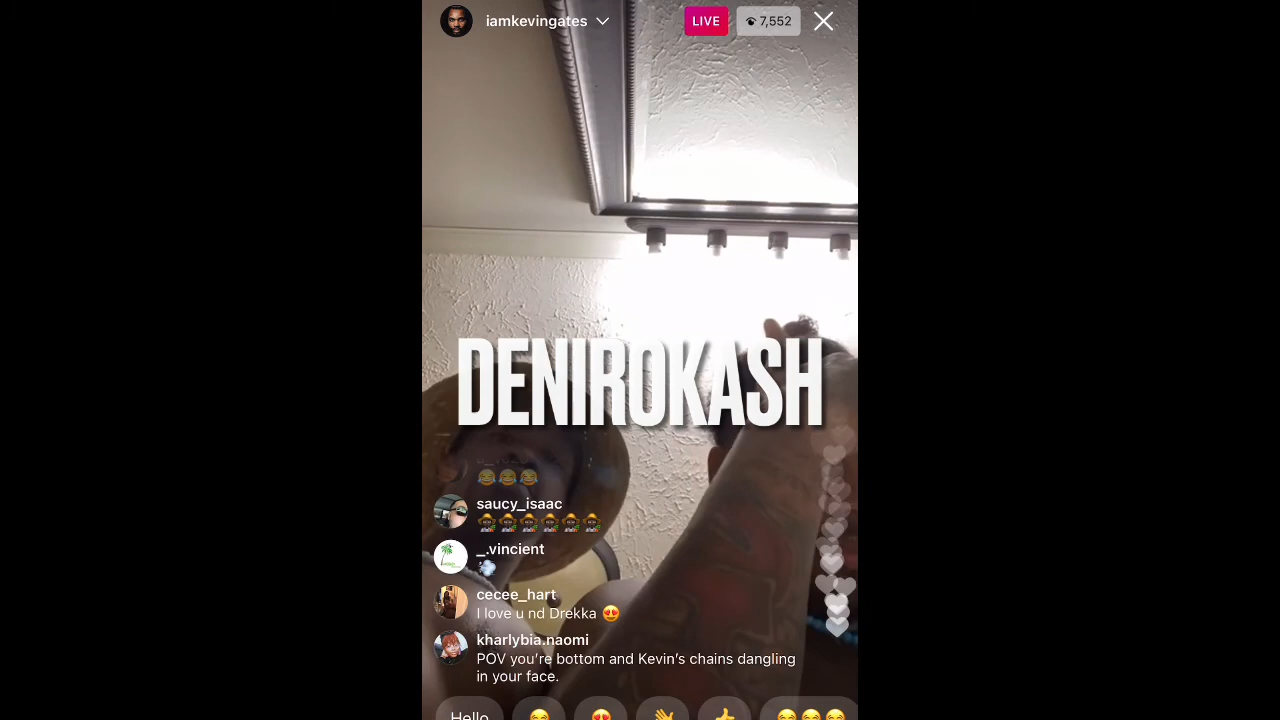 iamkevingates
LIVE
7,552
DENIROKASH
😂😂😂
saucy_isaac
_.vincient
💨
cecee_hart
I love u nd Drekka 😍
kharlybia.naomi
POV you’re bottom and Kevin’s chains dangling
in your face.
Hello 😂 😍 👋 👍 😂😂😂